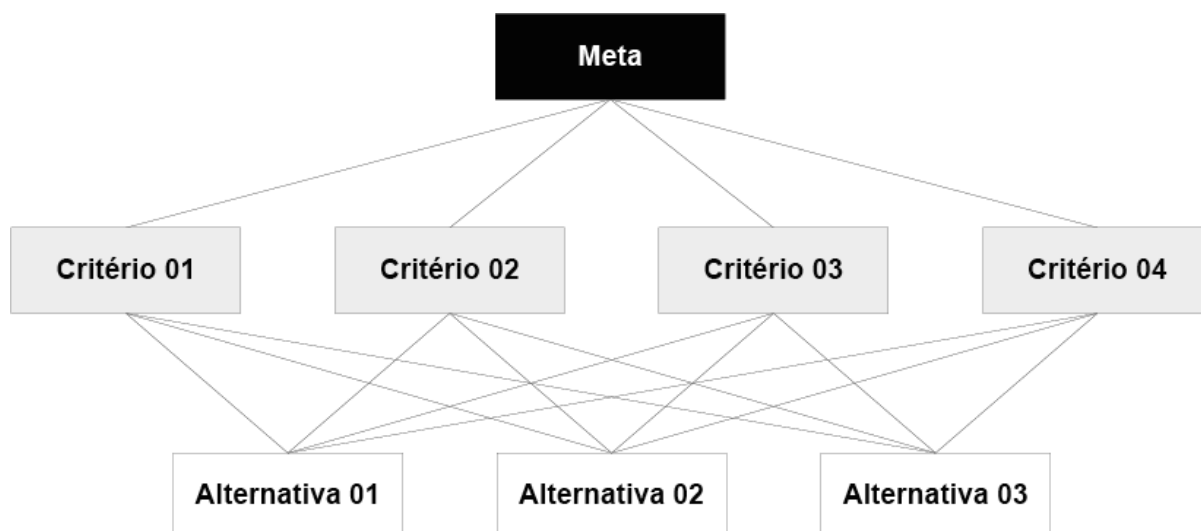 Meta
Critério 01
Critério 02
Critério 03
Critério 04
Alternativa 01
Alternativa 02
Alternativa 03